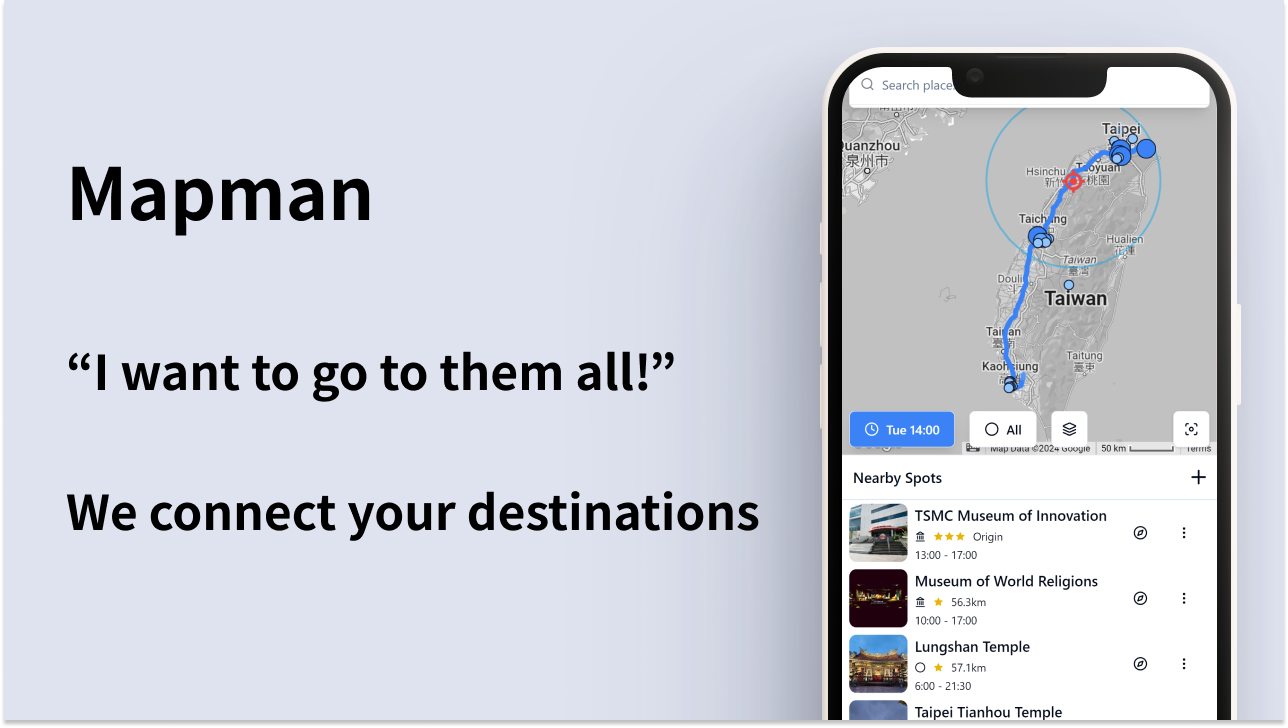 Mapman
“I want to go to them all!”
We connect your destinations
Search place
Taipei
Quanzhou
泉州市
Hsinchu
新竹
桃園
Taichung
Hualien
花蓮
Taiwan
臺灣
Douliu
Taiwan
Tainan
臺南
Taitung
臺東
Kaohsiung
Tue 14:00
All
Map Data ©2024 Google
50 km
Terms
Nearby Spots
TSMC Museum of Innovation
Origin
13:00 - 17:00
Museum of World Religions
56.3km
10:00 - 17:00
Lungshan Temple
57.1km
6:00 - 21:30
Taipei Tianhou Temple